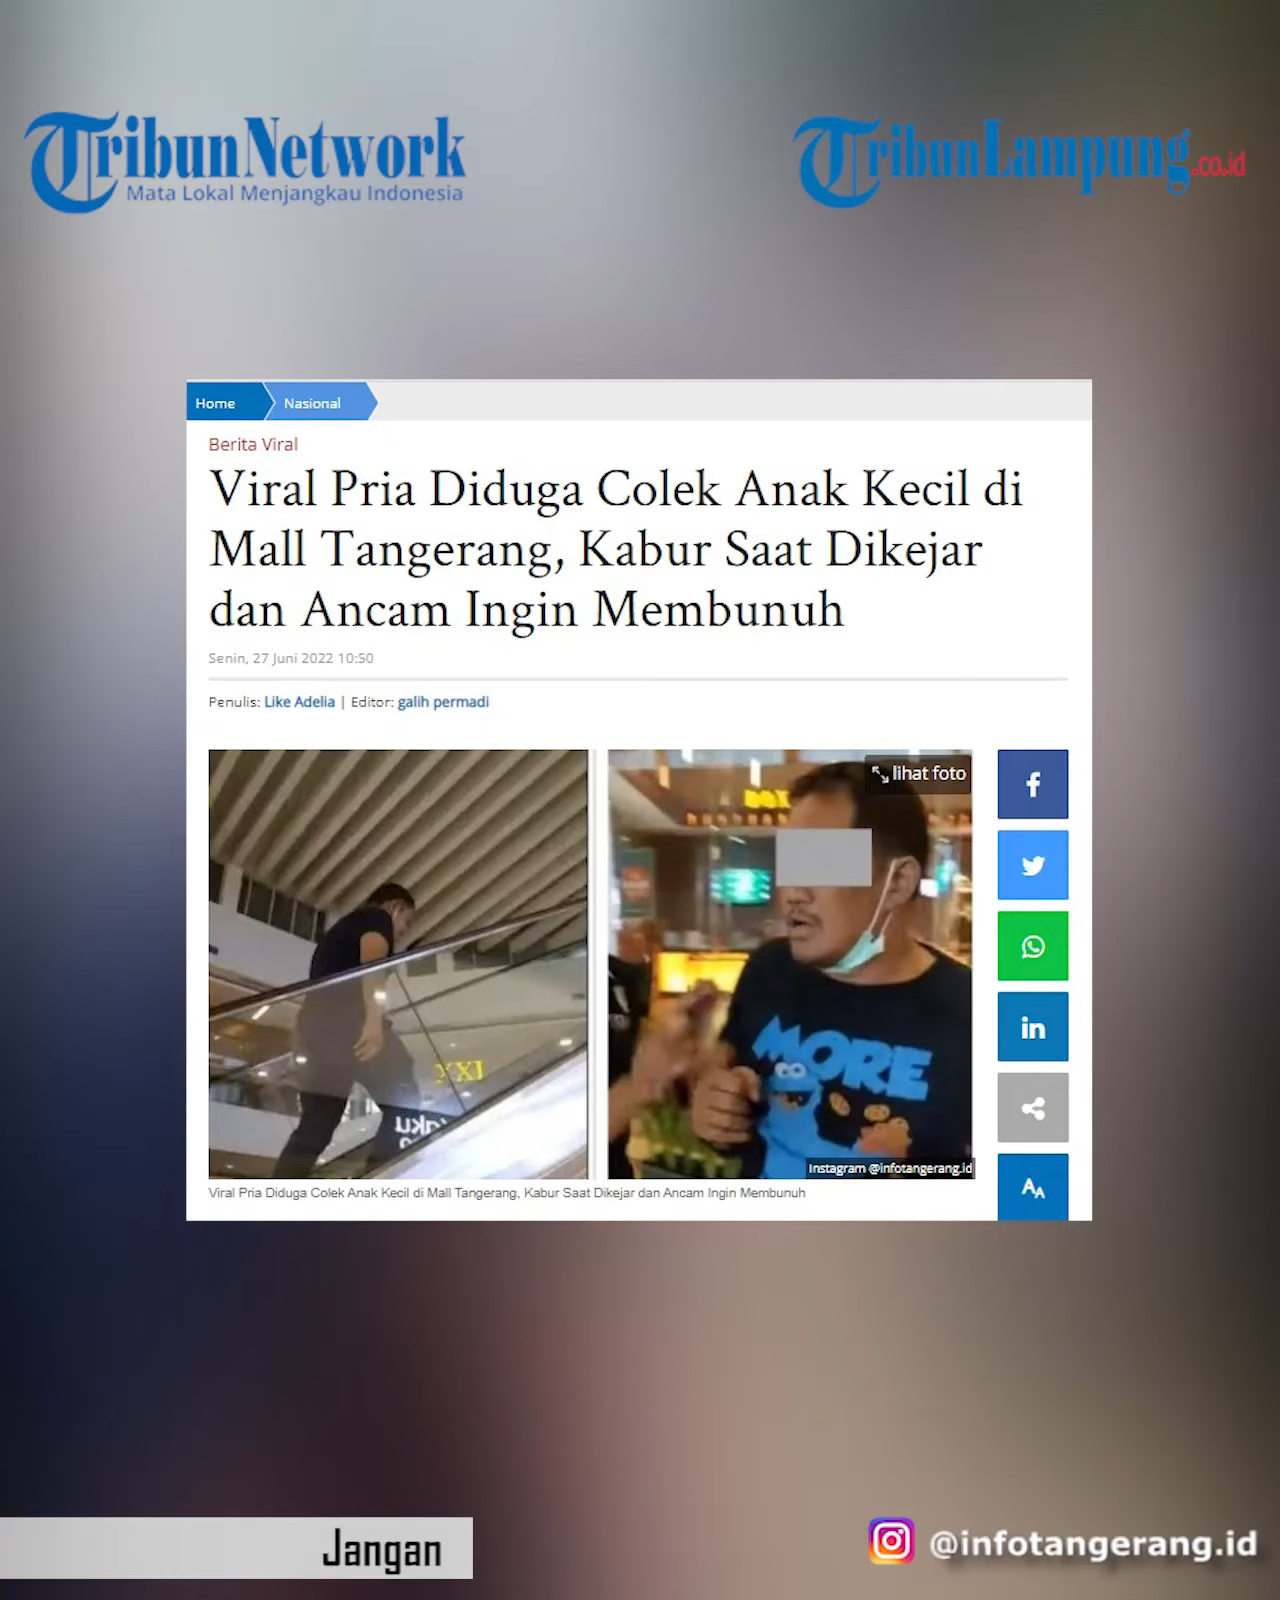 TribunNetwork
Mata Lokal Menjangkau Indonesia
TribunLampung.co.id
Home
Nasional
Berita Viral
Viral Pria Diduga Colek Anak Kecil di
Mall Tangerang, Kabur Saat Dikejar
dan Ancam Ingin Membunuh
Senin, 27 Juni 2022 10:50
Penulis: Like Adelia | Editor: galih permadi
lihat foto
XXI
MORE
Instagram @infotangerang.id
Viral Pria Diduga Colek Anak Kecil di Mall Tangerang, Kabur Saat Dikejar dan Ancam Ingin Membunuh
Jangan
@infotangerang.id